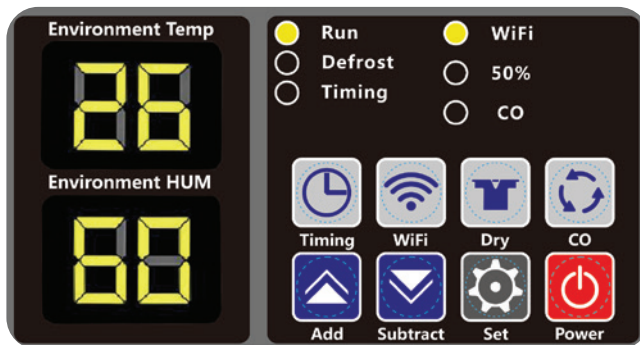 Environment Temp
26
Environment HUM
60
Run
Defrost
Timing
WiFi
50%
CO
Timing WiFi Dry CO
Add Subtract Set Power